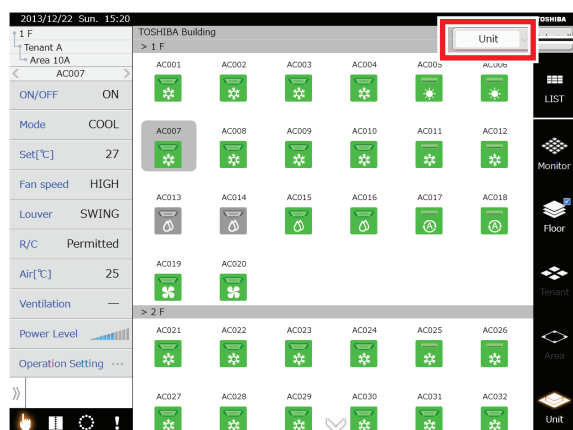 2013/12/22 Sun. 15:20
TOSHIBA
1 F
Tenant A
Area 10A
AC007
ON/OFF ON
Mode COOL
Set[℃] 27
Fan speed HIGH
Louver SWING
R/C Permitted
Air[℃] 25
Ventilation —
Power Level
Operation Setting ···
TOSHIBA Building
Unit
> 1 F
AC001 AC002 AC003 AC004 AC005 AC006
AC007 AC008 AC009 AC010 AC011 AC012
AC013 AC014 AC015 AC016 AC017 AC018
AC019 AC020
> 2 F
AC021 AC022 AC023 AC024 AC025 AC026
AC027 AC028 AC029 AC030 AC031 AC032
LIST
Monitor
Floor
Tenant
Area
Unit